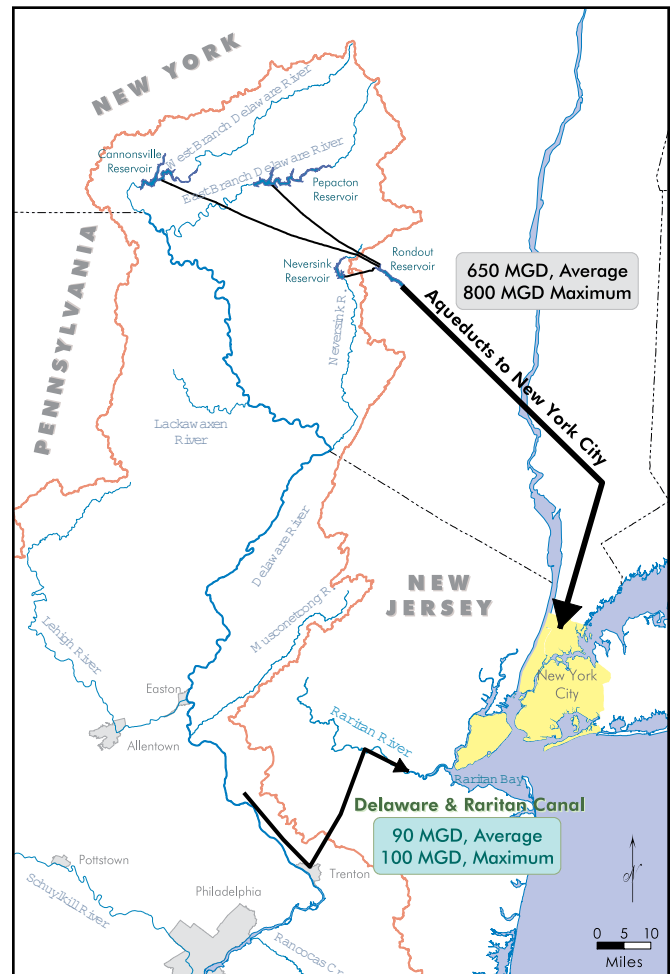 NEW YORK
West Branch Delaware River
Cannonsville
Reservoir
East Branch Delaware River
Pepacton
Reservoir
PENNSYLVANIA
Neversink
Reservoir
Rondout
Reservoir
650 MGD, Average
800 MGD Maximum
Neversink R.
Aqueducts to New York City
Lackawaxen
River
Delaware River
NEW
JERSEY
Musconetcong R.
Lehigh River
Easton
New York
City
Allentown
Raritan River
Raritan Bay
Delaware & Raritan Canal
90 MGD, Average
100 MGD, Maximum
Pottstown
Trenton
Schuylkill River
Philadelphia
Rancocas Cr.
N
0 5 10
Miles